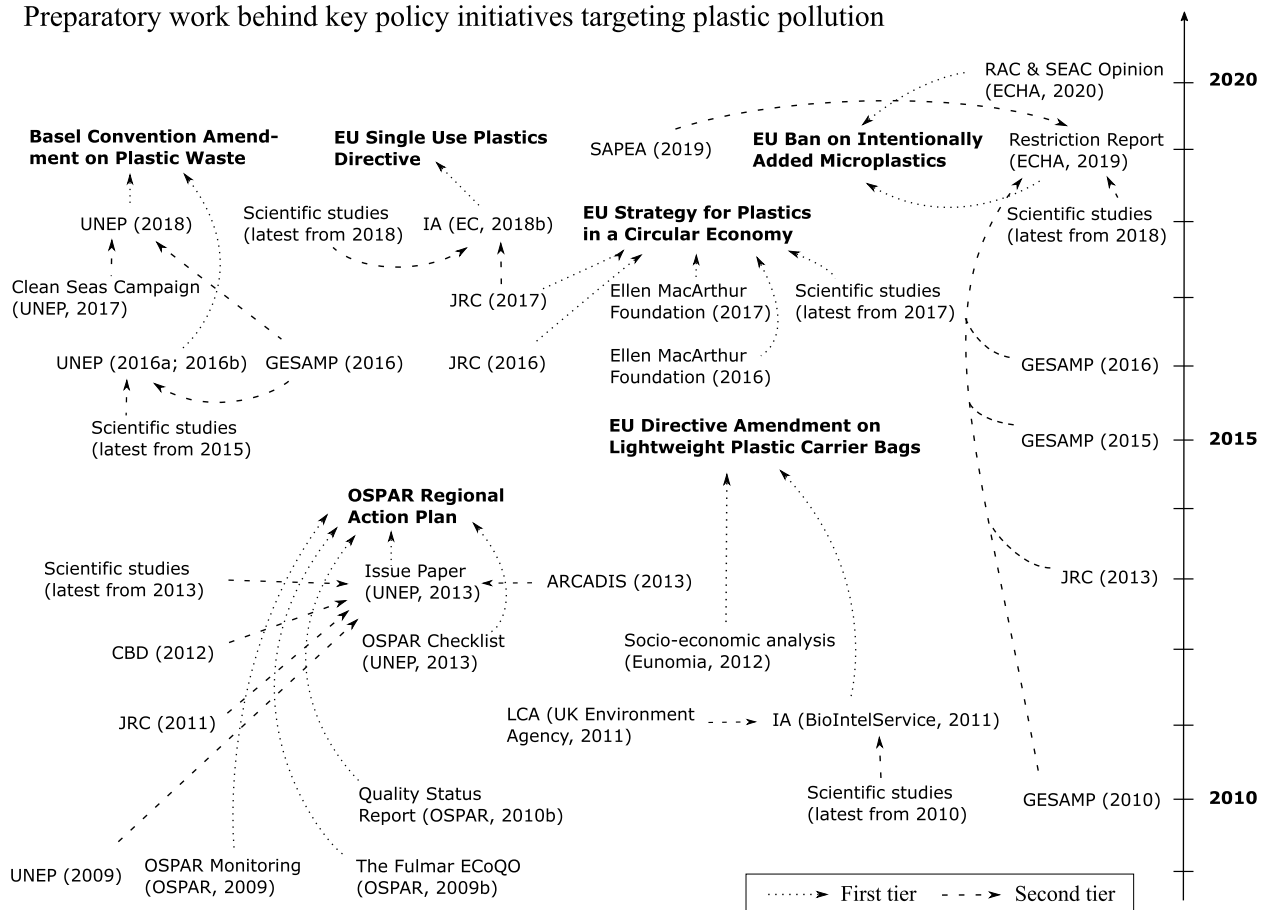 Preparatory work behind key policy initiatives targeting plastic pollution
RAC & SEAC Opinion
(ECHA, 2020)
2020
Basel Convention Amend-
ment on Plastic Waste
EU Single Use Plastics
Directive
SAPEA (2019)
EU Ban on Intentionally
Added Microplastics
Restriction Report
(ECHA, 2019)
UNEP (2018)
Scientific studies
(latest from 2018)
IA (EC, 2018b)
EU Strategy for Plastics
in a Circular Economy
Scientific studies
(latest from 2018)
Clean Seas Campaign
(UNEP, 2017)
JRC (2017)
Ellen MacArthur
Foundation (2017)
Scientific studies
(latest from 2017)
UNEP (2016a; 2016b)
GESAMP (2016)
JRC (2016)
Ellen MacArthur
Foundation (2016)
GESAMP (2016)
Scientific studies
(latest from 2015)
EU Directive Amendment on
Lightweight Plastic Carrier Bags
GESAMP (2015)
2015
OSPAR Regional
Action Plan
Scientific studies
(latest from 2013)
Issue Paper
(UNEP, 2013)
ARCADIS (2013)
JRC (2013)
CBD (2012)
OSPAR Checklist
(UNEP, 2013)
Socio-economic analysis
(Eunomia, 2012)
JRC (2011)
LCA (UK Environment
Agency, 2011)
IA (BioIntelService, 2011)
Quality Status
Report (OSPAR, 2010b)
Scientific studies
(latest from 2010)
GESAMP (2010)
2010
UNEP (2009)
OSPAR Monitoring
(OSPAR, 2009)
The Fulmar ECoQO
(OSPAR, 2009b)
First tier
Second tier